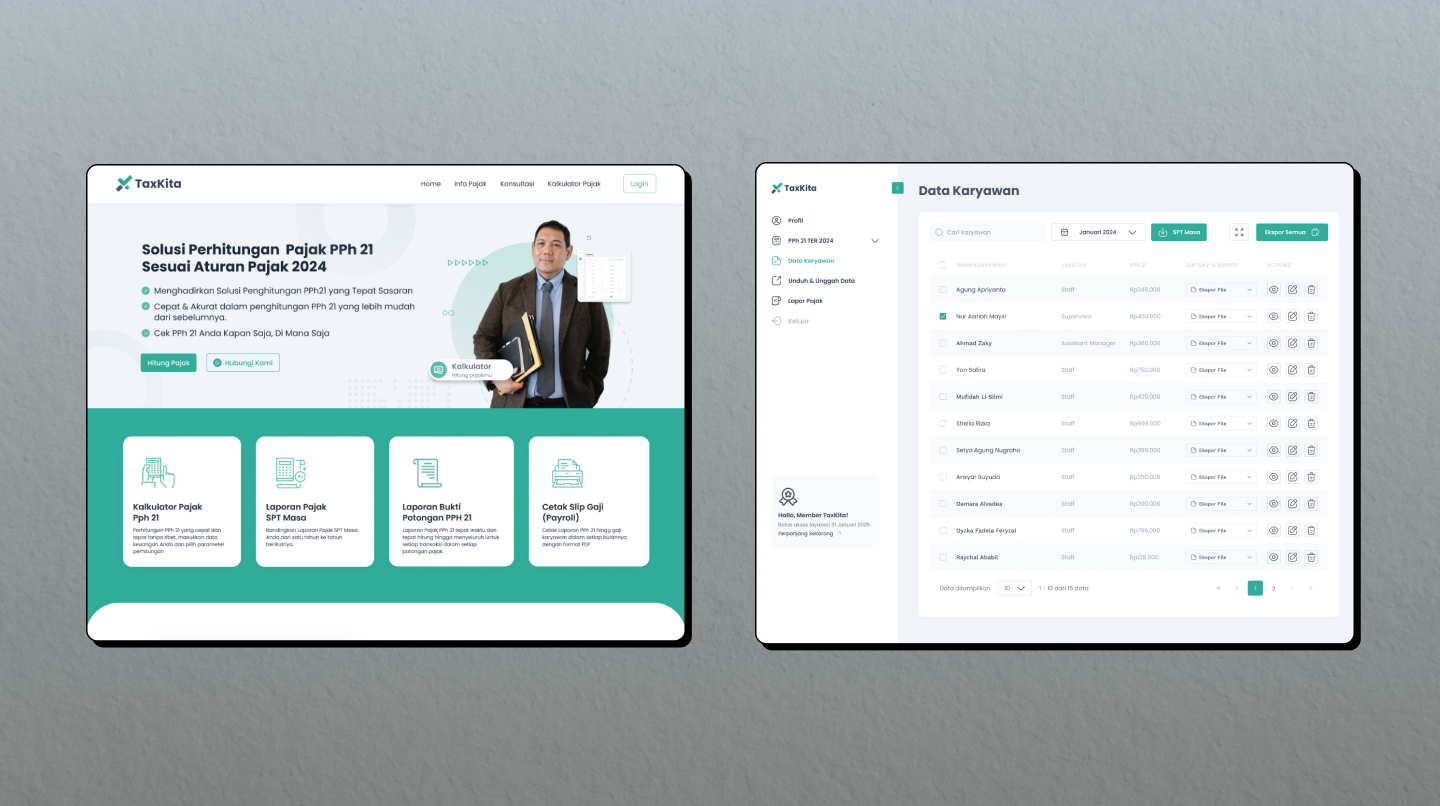 TaxKita
Home Info Pajak Konsultasi Kalkulator Pajak Login
Solusi Perhitungan Pajak PPh 21
Sesuai Aturan Pajak 2024
Menghadirkan Solusi Penghitungan PPh21 yang Tepat Sasaran
Cepat & Akurat dalam penghitungan PPh 21 yang lebih mudah
dari sebelumnya.
Cek PPh 21 Anda Kapan Saja, Di Mana Saja
Hitung Pajak
Hubungi Kami
Kalkulator
Hitung pajakmu
Kalkulator Pajak
Pph 21
Perhitungan PPh 21 yang cepat dan
tepat tanpa ribet, masukkan data
keuangan Anda dan pilih parameter
perhitungan
Laporan Pajak
SPT Masa
Bandingkan Laporan Pajak SPT Masa
Anda dari satu tahun ke tahun
berikutnya.
Laporan Bukti
Potongan PPH 21
Laporan Pajak PPh 21 tepat waktu dan
tepat hitung hingga menyeluruh untuk
setiap transaksi dalam setiap
potongan pajak.
Cetak Slip Gaji
(Payroll)
Cetak Laporan PPh 21 hing gaji
karyawan dalam setiap bulannya
dengan format PDF
TaxKita
Profil
PPh 21 TER 2024
Data Karyawan
Unduh & Unggah Data
Lapor Pajak
Keluar
Hallo, Member TaxKita!
Batas akses layanan 31 Januari 2025
Perpanjang Sekarang
Data Karyawan
Cari Karyawan Januari 2024 SPT Masa Ekspor Semua
NAMA KARYAWAN JABATAN PPH 21 SLIP GAJI & BUKPOT ACTIONS
Agung Apriyanto Staff Rp249.000 Ekspor File
Nur Asrilah Maysi Supervisor Rp450.000 Ekspor File
Ahmad Zaky Assistant Manager Rp360.000 Ekspor File
Yan Safira Staff Rp750.000 Ekspor File
Mufidah Li Silmi Staff Rp420.000 Ekspor File
Sheila Rizka Staff Rp999.000 Ekspor File
Setyo Agung Nugroho Staff Rp399.000 Ekspor File
Ansyar Suyuda Staff Rp250.000 Ekspor File
Damara Alvadea Staff Rp200.000 Ekspor File
Dyzka Fadela Feryzal Staff Rp799.000 Ekspor File
Raychal Ababil Staff Rp128.000 Ekspor File
Data ditampilkan 10 1 - 10 dari 15 data « ‹ 1 2 › »